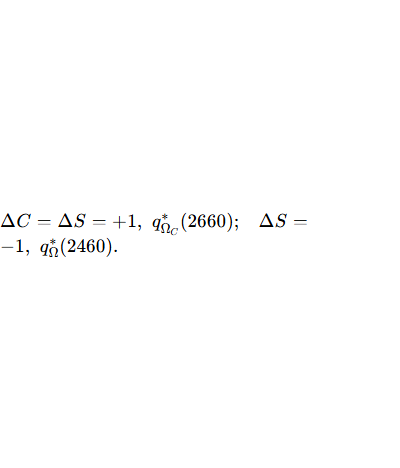 ΔC = ΔS = +1, q*_{Ω_C}(2660); ΔS =
−1, q*_Ω(2460).